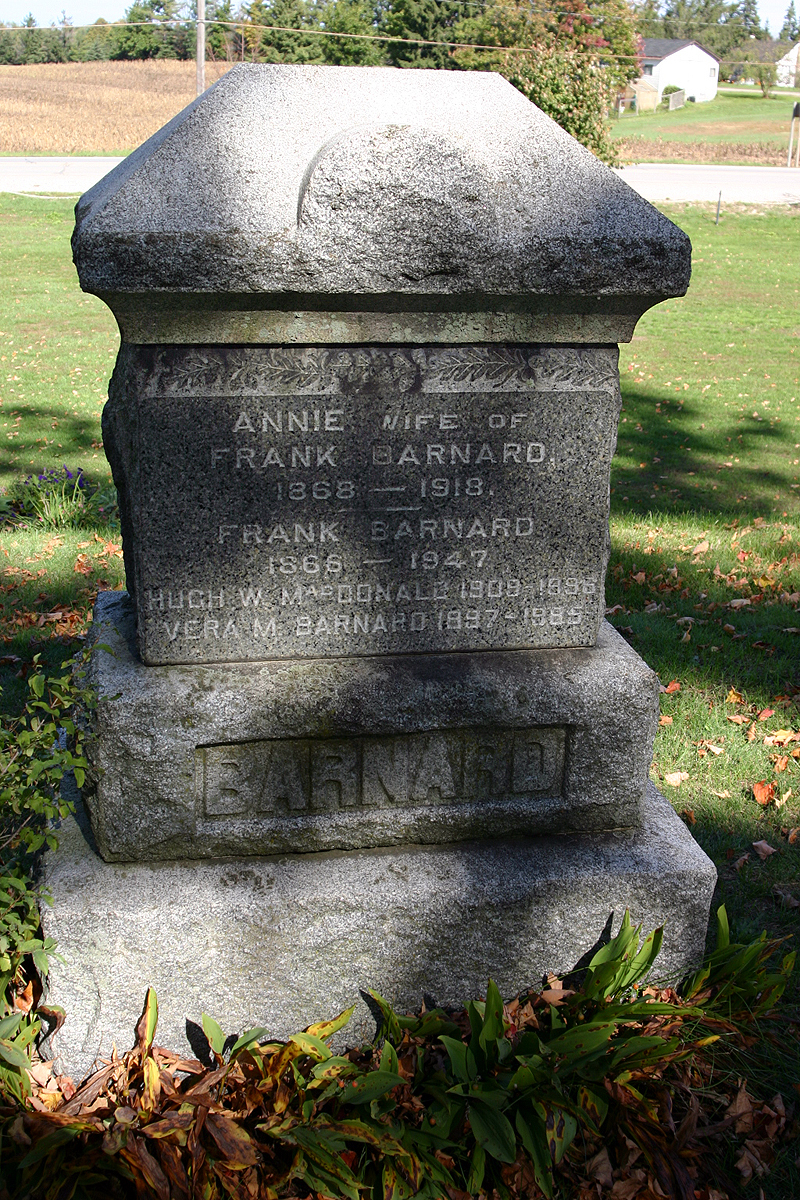 ANNIE WIFE OF
FRANK BARNARD.
1868 — 1918.
FRANK BARNARD
1866 — 1947
HUGH W. MACDONALD 1909-1996
VERA M. BARNARD 1897-1985
BARNARD